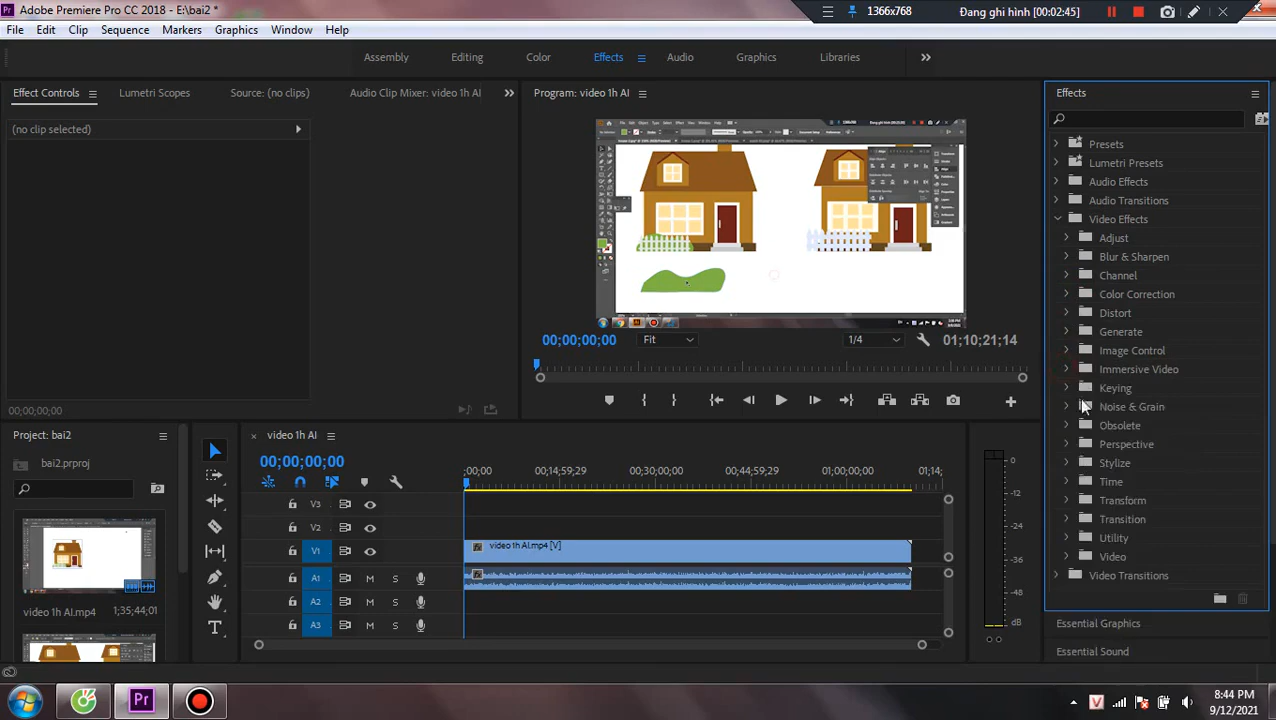 Adobe Premiere Pro CC 2018 - E:\bai2 *
1366x768
Đang ghi hình [00:02:45]
File Edit Clip Sequence Markers Graphics Window Help
Assembly Editing Color Effects Audio Graphics Libraries
Effect Controls Lumetri Scopes Source: (no clips) Audio Clip Mixer: video 1h AI
(no clip selected)
00;00;00;00
Program: video 1h AI
00;00;00;00 Fit 1/4 01;10;21;14
Effects
Presets
Lumetri Presets
Audio Effects
Audio Transitions
Video Effects
Adjust
Blur & Sharpen
Channel
Color Correction
Distort
Generate
Image Control
Immersive Video
Keying
Noise & Grain
Obsolete
Perspective
Stylize
Time
Transform
Transition
Utility
Video
Video Transitions
Essential Graphics
Essential Sound
Project: bai2
bai2.prproj
video 1h AI.mp4 1;35;44;01
× video 1h AI
00;00;00;00
;00;00 00;14;59;29 00;30;00;00 00;44;59;29 01;00;00;00 01;14;
V3
V2
V1 video 1h AI.mp4 [V]
A1 M S
A2 M S
A3 M S
0
-12
-24
-36
-48
dB
S S
T
Pr
V
8:44 PM
9/12/2021